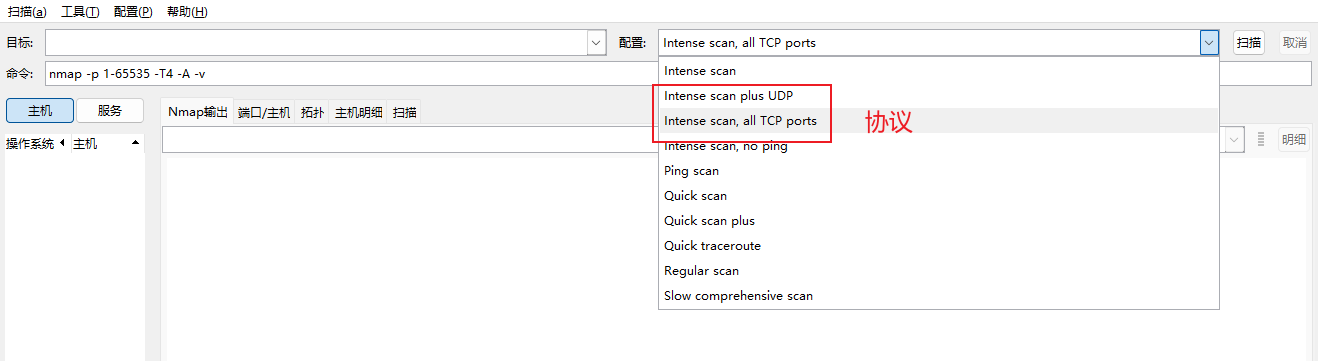 扫描(a) 工具(T) 配置(P) 帮助(H)
目标: 配置: Intense scan, all TCP ports 扫描 取消
命令: nmap -p 1-65535 -T4 -A -v
Intense scan
Intense scan plus UDP
Intense scan, all TCP ports
协议
Intense scan, no ping
Ping scan
Quick scan
Quick scan plus
Quick traceroute
Regular scan
Slow comprehensive scan
主机 服务 Nmap输出 端口/主机 拓扑 主机明细 扫描
操作系统 主机 明细